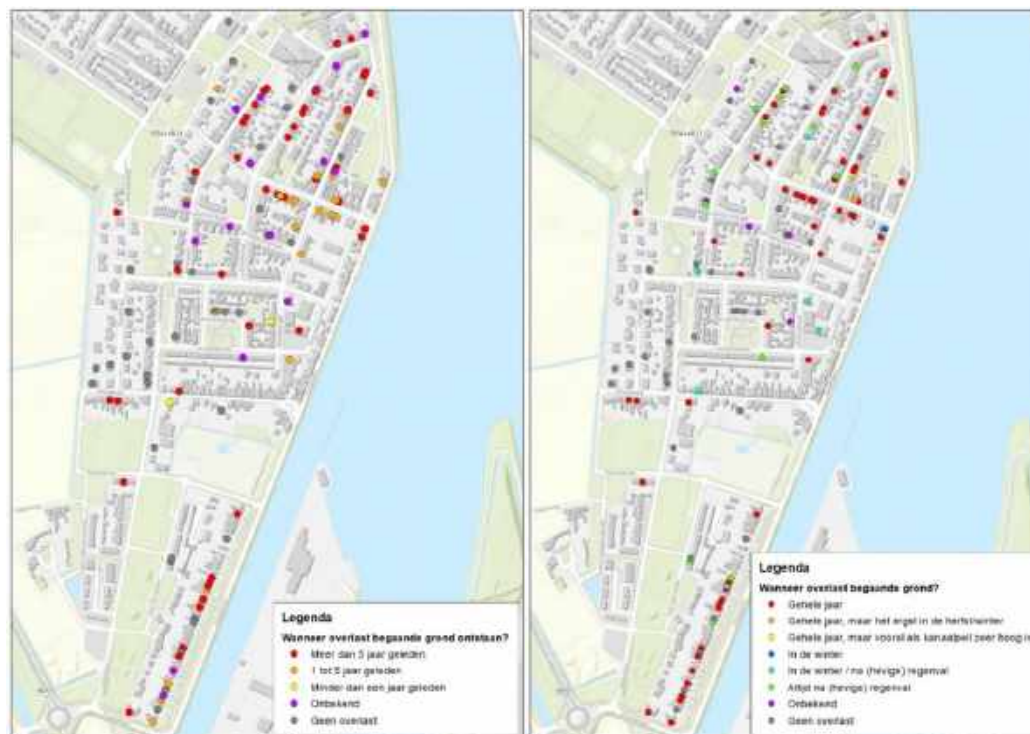 Legenda
Wanneer overlast begaande grond ontstaan?
Meer dan 5 jaar geleden
1 tot 5 jaar geleden
Minder dan een jaar geleden
Onbekend
Geen overlast
Legenda
Wanneer overlast begaande grond?
Gehele jaar
Gehele jaar, maar het ergst in de herfst/winter
Gehele jaar, maar vooral als kanaalpeil zeer hoog
In de winter
In de winter / na (hevige) regenval
Altijd na (hevige) regenval
Onbekend
Geen overlast